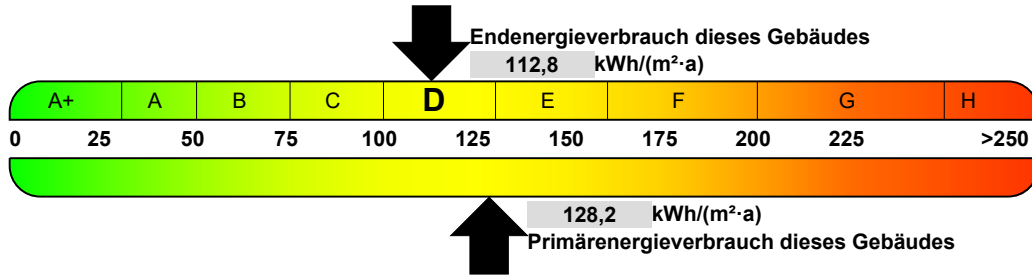 Endenergieverbrauch dieses Gebäudes
112,8 kWh/(m²·a)
A+ A B C D E F G H
0 25 50 75 100 125 150 175 200 225 >250
128,2 kWh/(m²·a)
Primärenergieverbrauch dieses Gebäudes